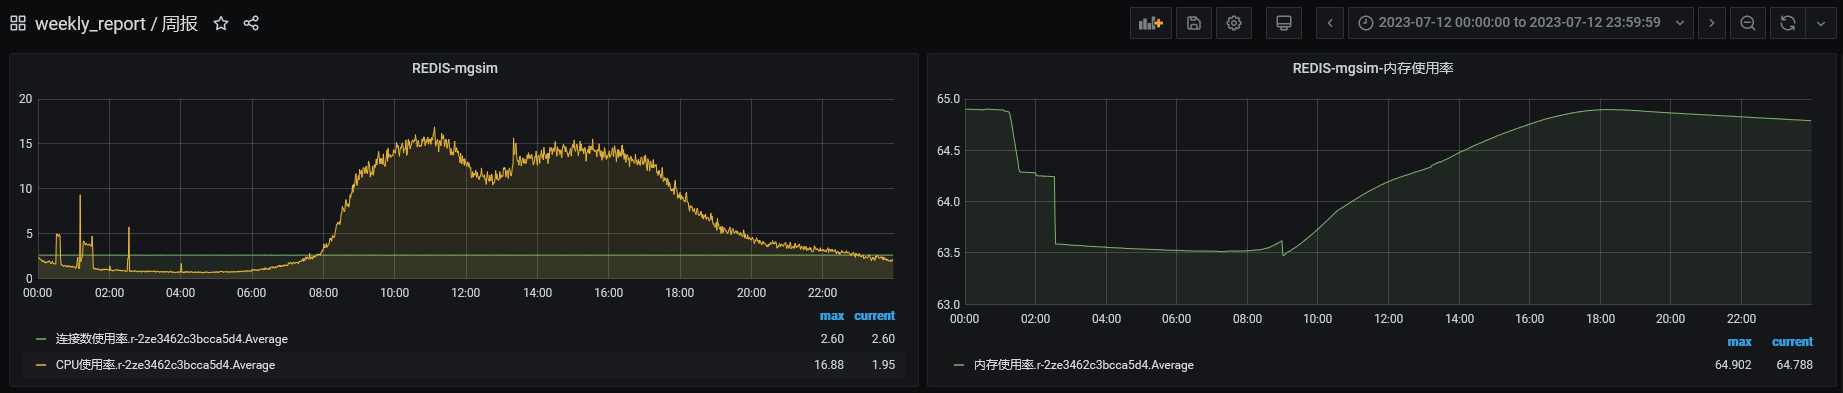 weekly_report / 周报
2023-07-12 00:00:00 to 2023-07-12 23:59:59
REDIS-mgsim
20
15
10
5
0
00:00 02:00 04:00 06:00 08:00 10:00 12:00 14:00 16:00 18:00 20:00 22:00
max current
连接数使用率.r-2ze3462c3bcca5d4.Average 2.60 2.60
CPU使用率.r-2ze3462c3bcca5d4.Average 16.88 1.95
REDIS-mgsim-内存使用率
65.0
64.5
64.0
63.5
63.0
00:00 02:00 04:00 06:00 08:00 10:00 12:00 14:00 16:00 18:00 20:00 22:00
max current
内存使用率.r-2ze3462c3bcca5d4.Average 64.902 64.788